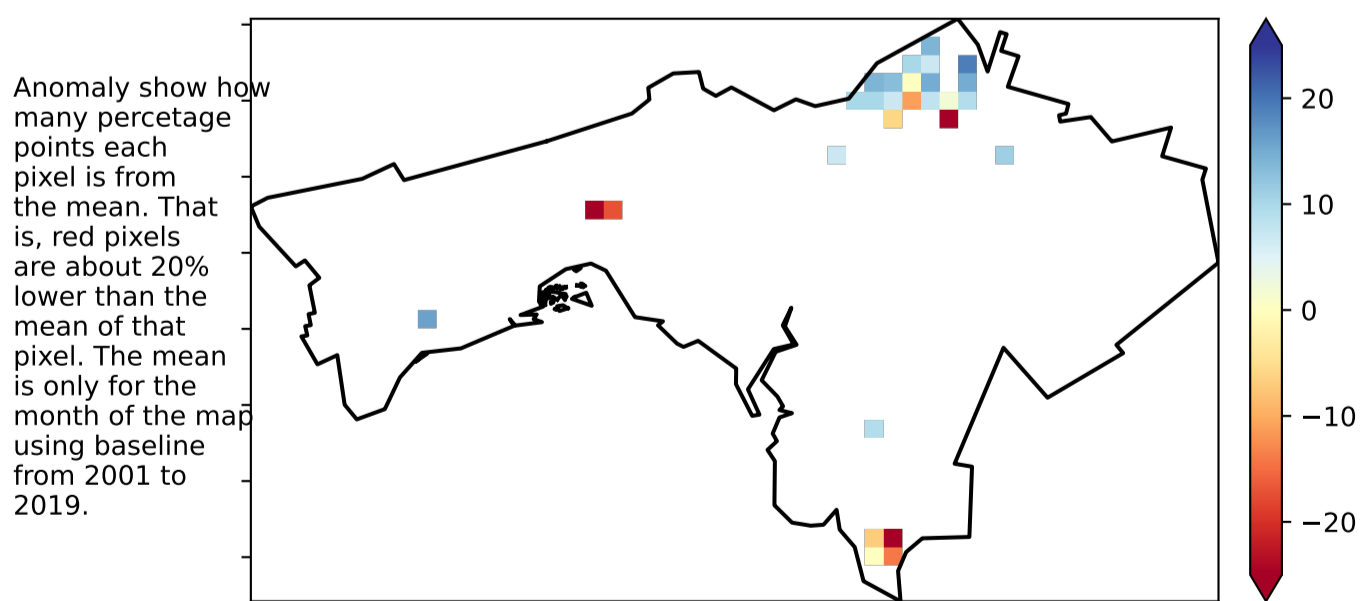 Anomaly show how
many percetage
points each
pixel is from
the mean. That
is, red pixels
are about 20%
lower than the
mean of that
pixel. The mean
is only for the
month of the map
using baseline
from 2001 to
2019.
20
10
0
−10
−20